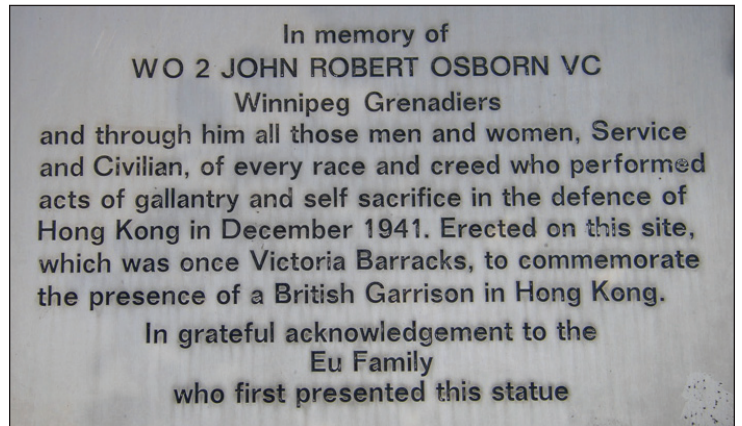 In memory of
WO 2 JOHN ROBERT OSBORN VC
Winnipeg Grenadiers
and through him all those men and women, Service
and Civilian, of every race and creed who performed
acts of gallantry and self sacrifice in the defence of
Hong Kong in December 1941. Erected on this site,
which was once Victoria Barracks, to commemorate
the presence of a British Garrison in Hong Kong.
In grateful acknowledgement to the
Eu Family
who first presented this statue